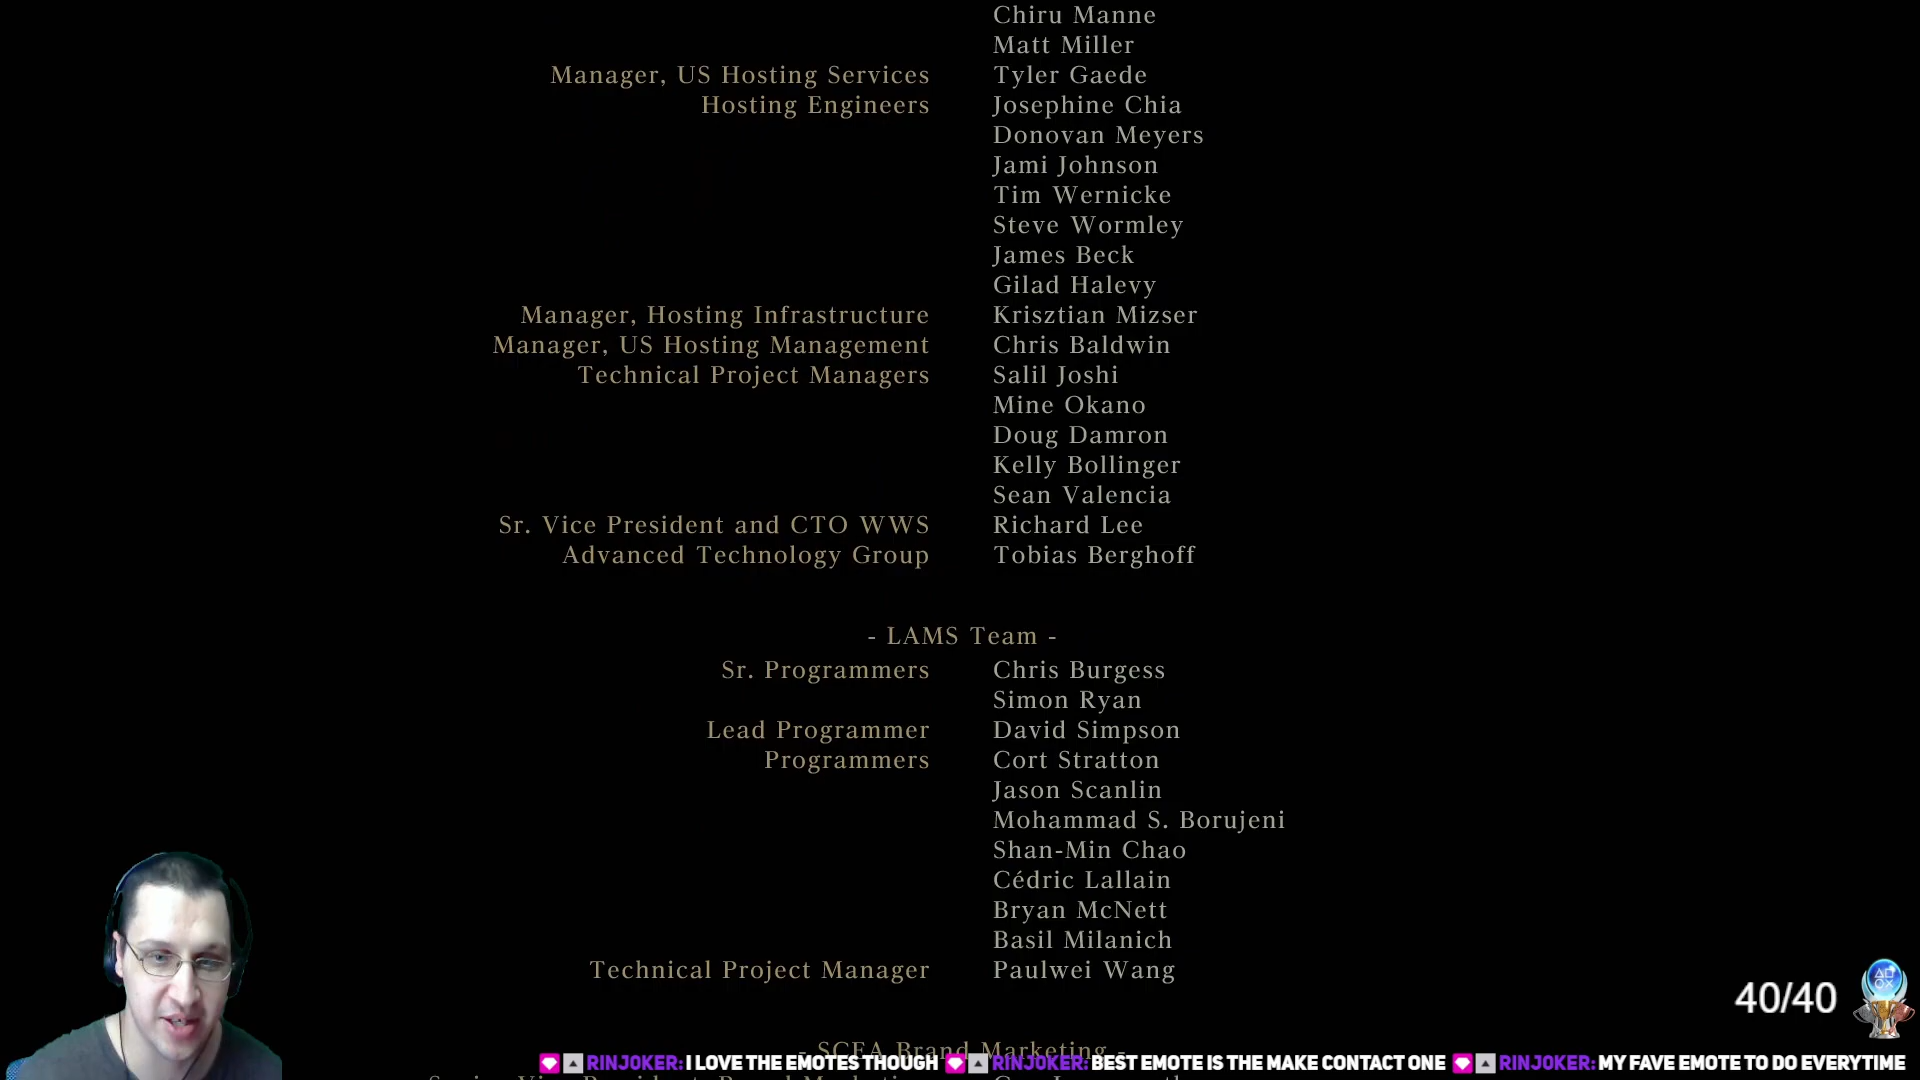 Chiru Manne
Matt Miller
Manager, US Hosting Services Tyler Gaede
Hosting Engineers Josephine Chia
Donovan Meyers
Jami Johnson
Tim Wernicke
Steve Wormley
James Beck
Gilad Halevy
Manager, Hosting Infrastructure Krisztian Mizser
Manager, US Hosting Management Chris Baldwin
Technical Project Managers Salil Joshi
Mine Okano
Doug Damron
Kelly Bollinger
Sean Valencia
Sr. Vice President and CTO WWS Richard Lee
Advanced Technology Group Tobias Berghoff
- LAMS Team -
Sr. Programmers Chris Burgess
Simon Ryan
Lead Programmer David Simpson
Programmers Cort Stratton
Jason Scanlin
Mohammad S. Borujeni
Shan-Min Chao
Cédric Lallain
Bryan McNett
Basil Milanich
Technical Project Manager Paulwei Wang
40/40
- SCEA Brand Marketing -
RINJOKER: I LOVE THE EMOTES THOUGH RINJOKER: BEST EMOTE IS THE MAKE CONTACT ONE RINJOKER: MY FAVE EMOTE TO DO EVERYTIME